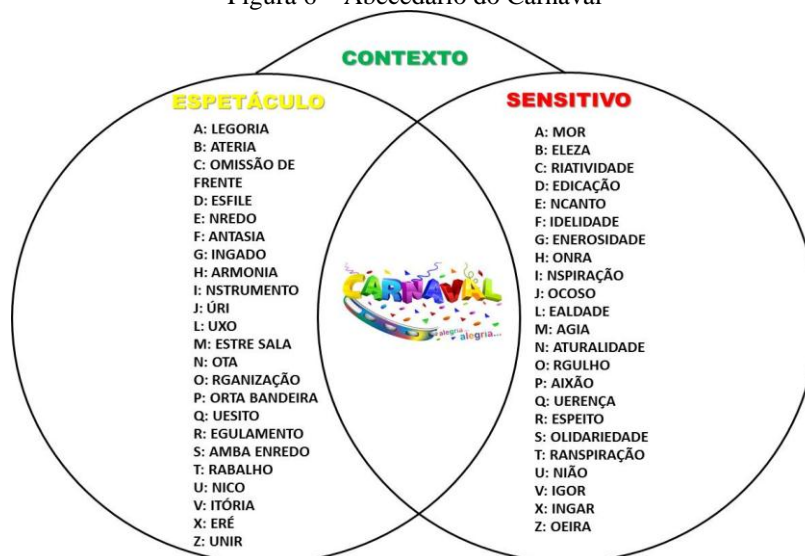 Figura 6 – Abecedário do Carnaval
CONTEXTO
ESPETÁCULO
A: LEGORIA
B: ATERIA
C: OMISSÃO DE
FRENTE
D: ESFILE
E: NREDO
F: ANTASIA
G: INGADO
H: ARMONIA
I: NSTRUMENTO
J: ÚRI
L: UXO
M: ESTRE SALA
N: OTA
O: RGANIZAÇÃO
P: ORTA BANDEIRA
Q: UESITO
R: EGULAMENTO
S: AMBA ENREDO
T: RABALHO
U: NICO
V: ITÓRIA
X: ERÉ
Z: UNIR
CARNAVAL
alegria...
alegria...
SENSITIVO
A: MOR
B: ELEZA
C: RIATIVIDADE
D: EDICAÇÃO
E: NCANTO
F: IDELIDADE
G: ENEROSIDADE
H: ONRA
I: NSPIRAÇÃO
J: OCOSO
L: EALDADE
M: AGIA
N: ATURALIDADE
O: RGULHO
P: AIXÃO
Q: UERENÇA
R: ESPEITO
S: OLIDARIEDADE
T: RANSPIRAÇÃO
U: NIÃO
V: IGOR
X: INGAR
Z: OEIRA